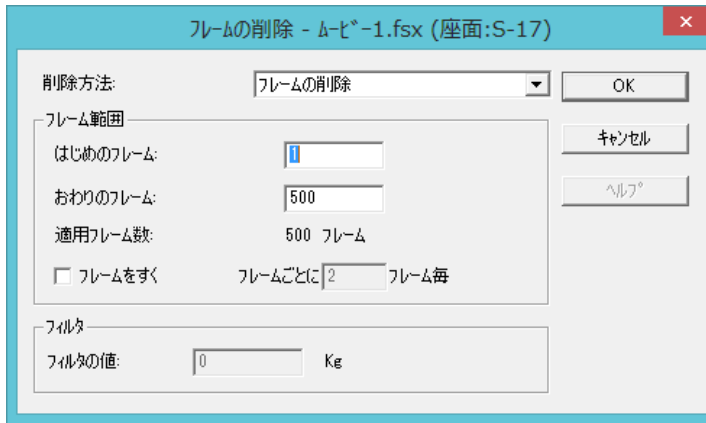 ﾌﾚｰﾑの削除 - ﾑｰﾋﾞｰ1.fsx (座面:S-17)
削除方法: ﾌﾚｰﾑの削除 OK
ﾌﾚｰﾑ範囲
はじめのﾌﾚｰﾑ: 1 ｷｬﾝｾﾙ
おわりのﾌﾚｰﾑ: 500 ﾍﾙﾌﾟ
適用ﾌﾚｰﾑ数: 500 ﾌﾚｰﾑ
ﾌﾚｰﾑをすく ﾌﾚｰﾑごとに 2 ﾌﾚｰﾑ毎
ﾌｨﾙﾀ
ﾌｨﾙﾀの値: 0 Kg